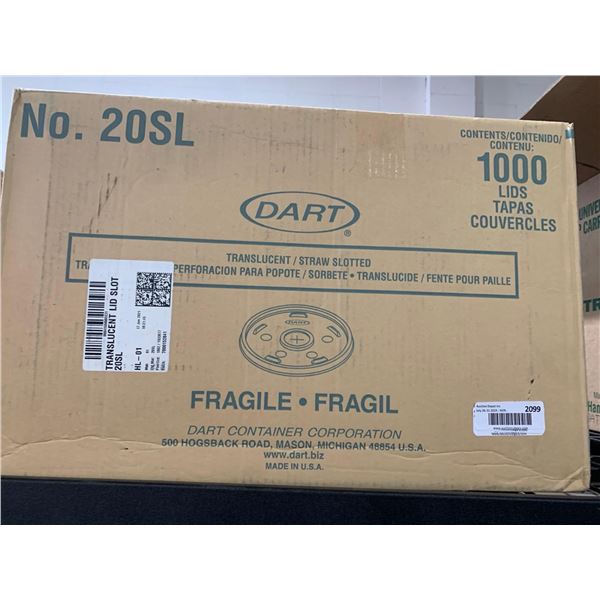 No. 20SL
CONTENTS/CONTENIDO/
CONTENU:
1000
LIDS
TAPAS
COUVERCLES
DART
®
TRANSLUCENT / STRAW SLOTTED
PERFORACION PARA POPOTE / SORBETE • TRANSLUCIDE / FENTE POUR PAILLE
TRANSLUCENT LID SLOT
20SL
HL-01
DART
FRAGILE • FRAGIL
DART CONTAINER CORPORATION
500 HOGSBACK ROAD, MASON, MICHIGAN 48854 U.S.A.
www.dart.biz
MADE IN U.S.A.
2099